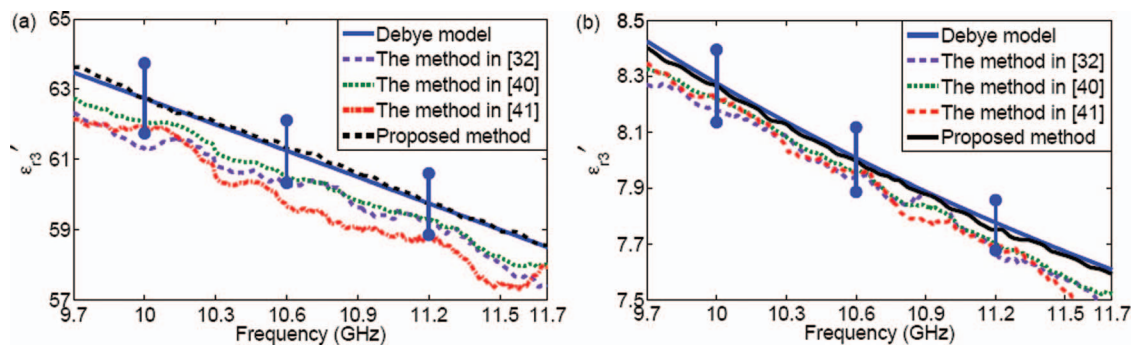 (a)
65
63
61
59
57
εr3′
9.7
10
10.3
10.6
10.9
11.2
11.5
11.7
Frequency (GHz)
Debye model
The method in [32]
The method in [40]
The method in [41]
Proposed method
(b)
8.5
8.3
8.1
7.9
7.7
7.5
εr3′
9.7
10
10.3
10.6
10.9
11.2
11.5
11.7
Frequency (GHz)
Debye model
The method in [32]
The method in [40]
The method in [41]
Proposed method